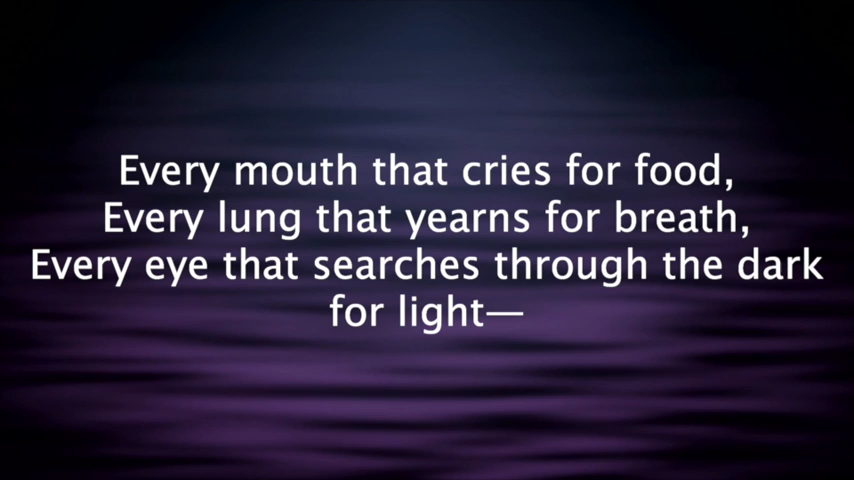 Every mouth that cries for food,
Every lung that yearns for breath,
Every eye that searches through the dark
for light—